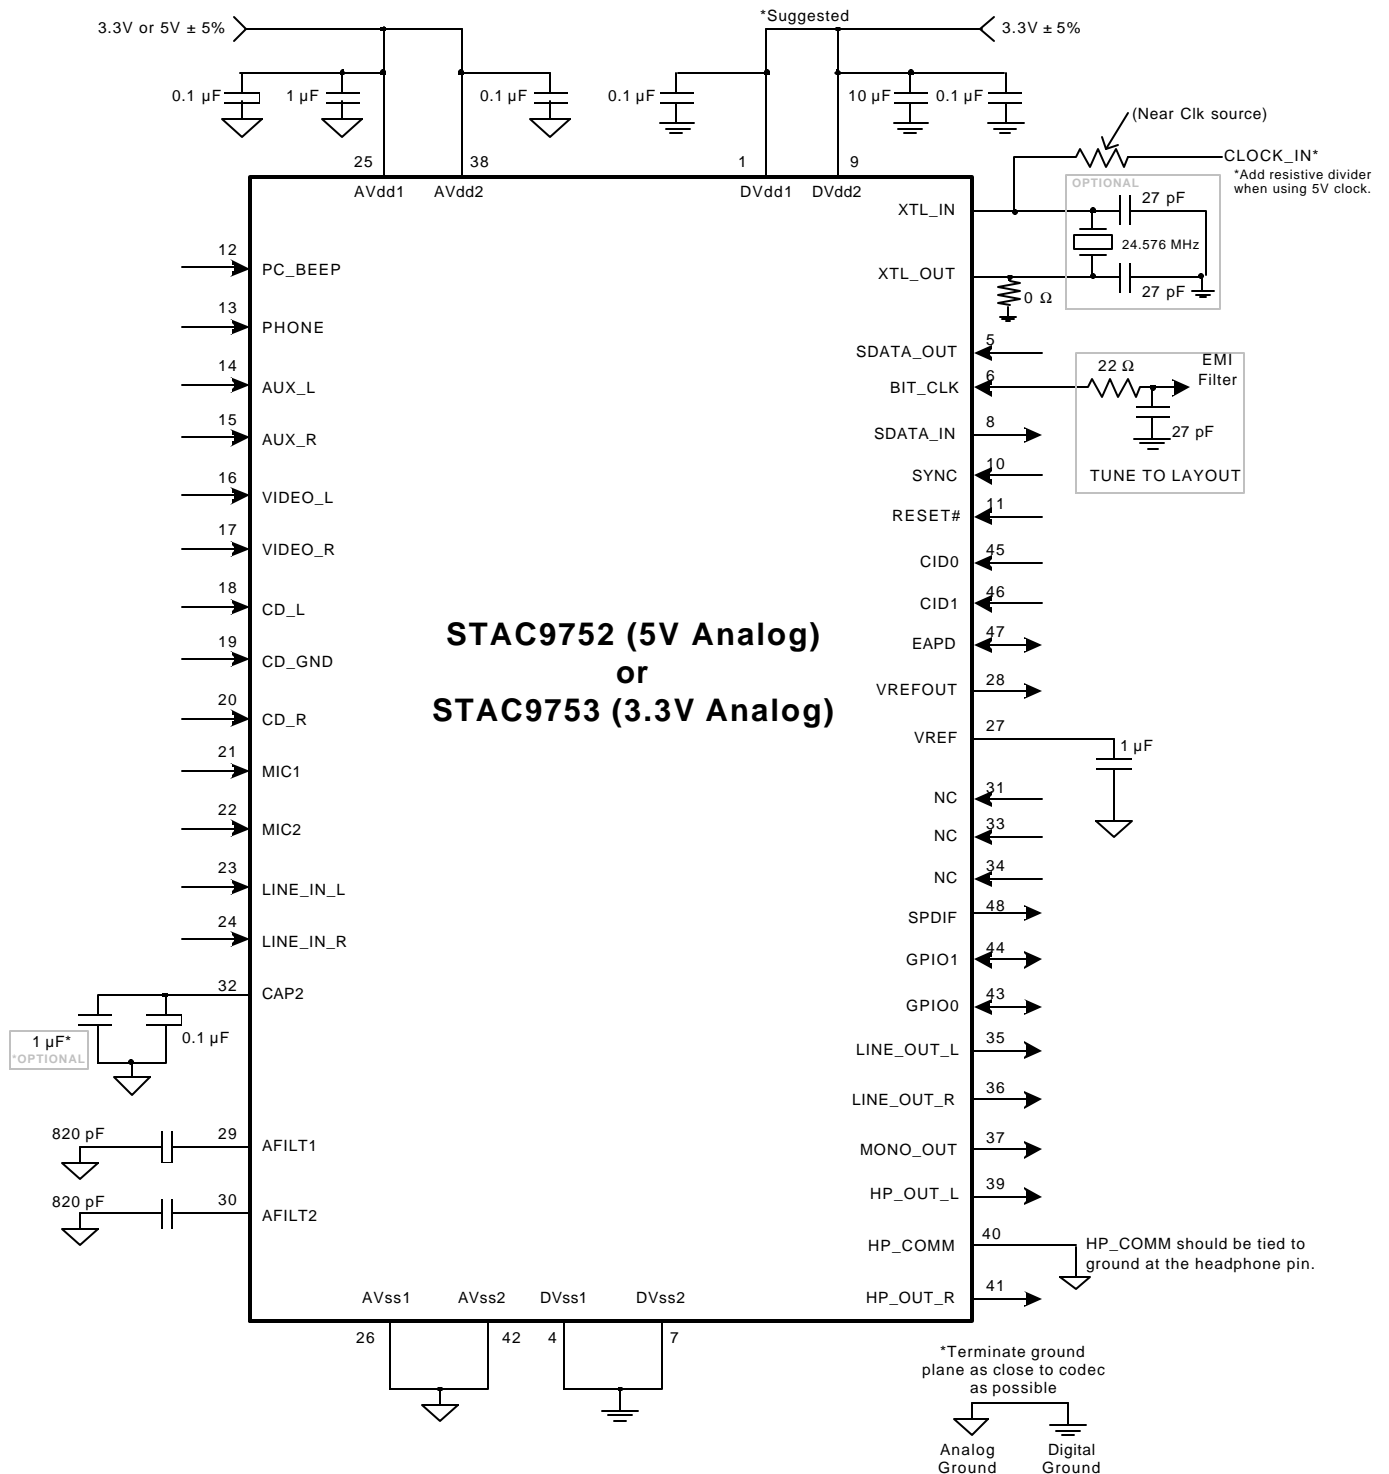 *Suggested
3.3V or 5V ± 5%
3.3V ± 5%
0.1 µF
1 µF
0.1 µF
0.1 µF
10 µF
0.1 µF
(Near Clk source)
CLOCK_IN*
*Add resistive divider
when using 5V clock.
25
38
1
9
AVdd1
AVdd2
DVdd1
DVdd2
OPTIONAL
27 pF
24.576 MHz
27 pF
XTL_IN
XTL_OUT
0 Ω
12
PC_BEEP
13
PHONE
14
AUX_L
15
AUX_R
16
VIDEO_L
17
VIDEO_R
18
CD_L
19
CD_GND
20
CD_R
21
MIC1
22
MIC2
23
LINE_IN_L
24
LINE_IN_R
32
CAP2
1 µF*
*OPTIONAL
0.1 µF
820 pF
29
AFILT1
820 pF
30
AFILT2
STAC9752 (5V Analog)
or
STAC9753 (3.3V Analog)
SDATA_OUT
5
BIT_CLK
6
22 Ω
EMI
Filter
27 pF
TUNE TO LAYOUT
SDATA_IN
8
SYNC
10
RESET#
11
CID0
45
CID1
46
EAPD
47
VREFOUT
28
VREF
27
1 µF
NC
31
NC
33
NC
34
SPDIF
48
GPIO1
44
GPIO0
43
LINE_OUT_L
35
LINE_OUT_R
36
MONO_OUT
37
HP_OUT_L
39
HP_COMM
40
HP_COMM should be tied to
ground at the headphone pin.
HP_OUT_R
41
AVss1
AVss2
DVss1
DVss2
26
42
4
7
*Terminate ground
plane as close to codec
as possible
Analog
Ground
Digital
Ground